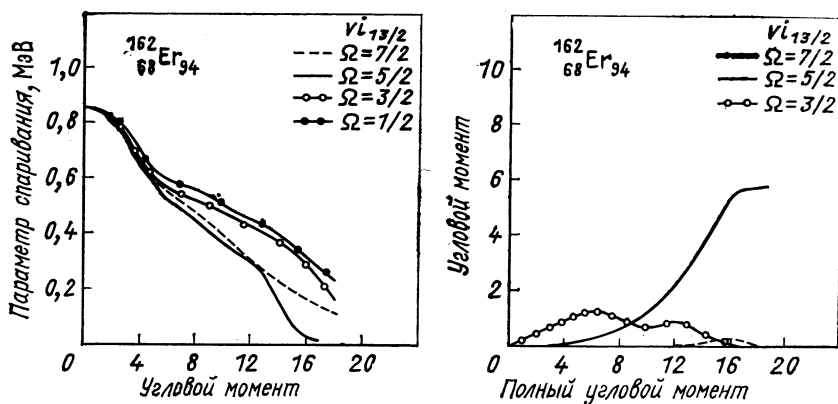 νi₁₃/₂
¹⁶²₆₈Er₉₄
Ω=7/2
Ω=5/2
Ω=3/2
Ω=1/2
1,0
0,8
0,6
0,4
0,2
0 4 8 12 16 20
Параметр спаривания, МэВ
Угловой момент
νi₁₃/₂
¹⁶²₆₈Er₉₄
Ω=7/2
Ω=5/2
Ω=3/2
10
8
6
4
2
0 4 8 12 16 20
Угловой момент
Полный угловой момент